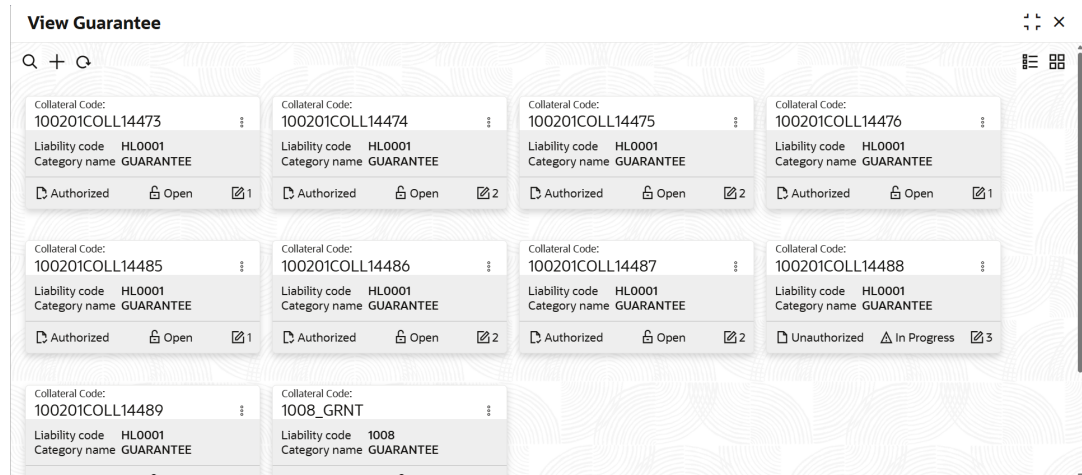 View Guarantee
Collateral Code:
100201COLL14473
Liability code HL0001
Category name GUARANTEE
Authorized Open 1
Collateral Code:
100201COLL14474
Liability code HL0001
Category name GUARANTEE
Authorized Open 2
Collateral Code:
100201COLL14475
Liability code HL0001
Category name GUARANTEE
Authorized Open 2
Collateral Code:
100201COLL14476
Liability code HL0001
Category name GUARANTEE
Authorized Open 1
Collateral Code:
100201COLL14485
Liability code HL0001
Category name GUARANTEE
Authorized Open 1
Collateral Code:
100201COLL14486
Liability code HL0001
Category name GUARANTEE
Authorized Open 2
Collateral Code:
100201COLL14487
Liability code HL0001
Category name GUARANTEE
Authorized Open 2
Collateral Code:
100201COLL14488
Liability code HL0001
Category name GUARANTEE
Unauthorized In Progress 3
Collateral Code:
100201COLL14489
Liability code HL0001
Category name GUARANTEE
Collateral Code:
1008_GRNT
Liability code 1008
Category name GUARANTEE